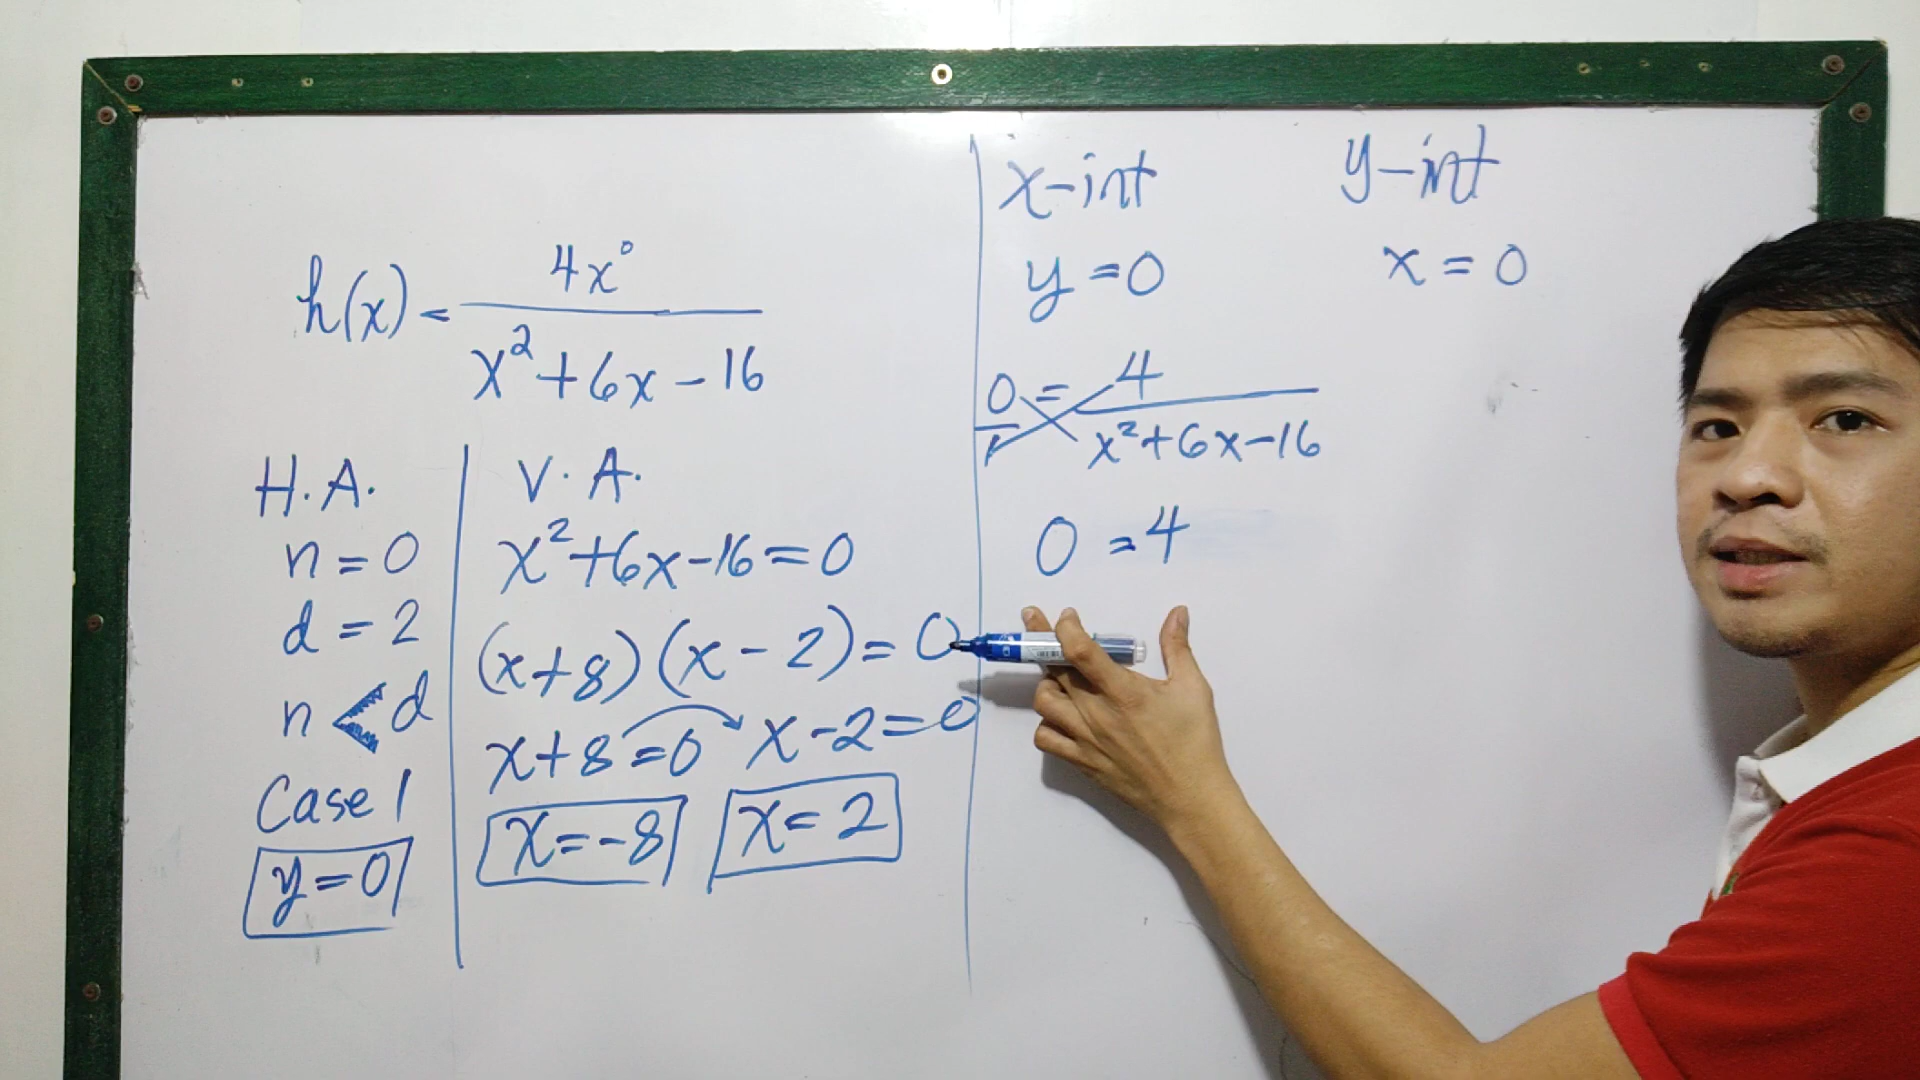 h(x) = 4x⁰
x² + 6x - 16
H.A.
n = 0
d = 2
n < d
Case 1
y = 0
V.A.
x² + 6x - 16 = 0
(x + 8) (x - 2) = 0
x + 8 = 0 x - 2 = 0
x = -8 x = 2
x-int
y = 0
0 = 4
1 x² + 6x - 16
0 = 4
y-int
x = 0